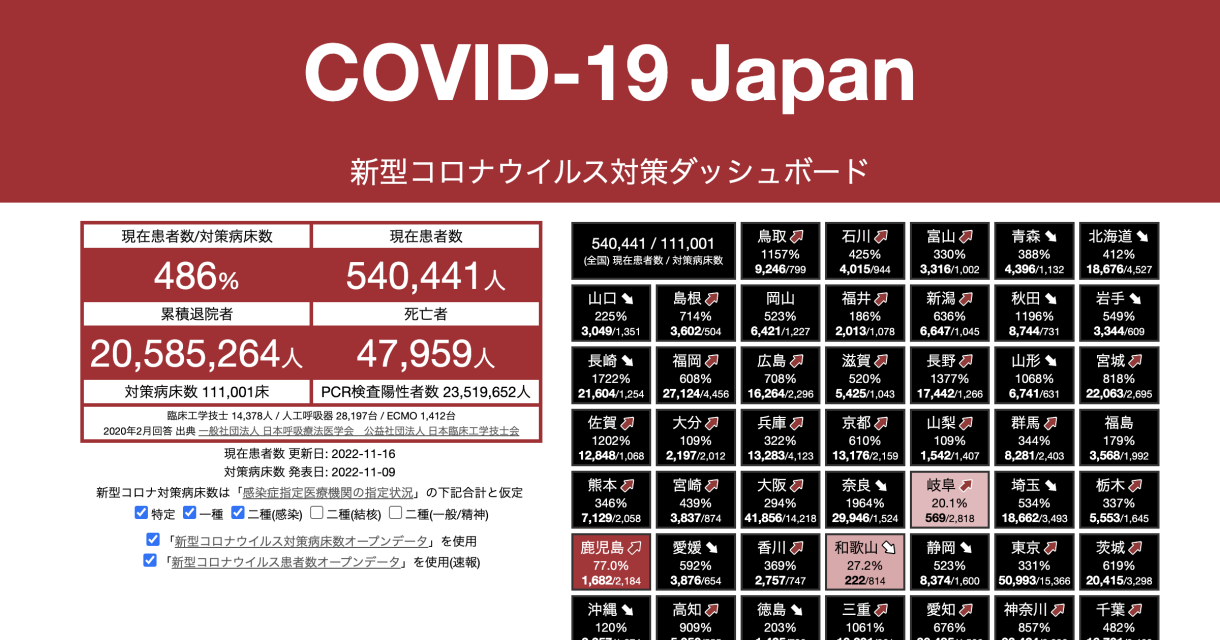 COVID-19 Japan
新型コロナウイルス対策ダッシュボード
現在患者数/対策病床数
現在患者数
486%
540,441人
累積退院者
死亡者
20,585,264人
47,959人
対策病床数 111,001床
PCR検査陽性者数 23,519,652人
臨床工学技士 14,378人 / 人工呼吸器 28,197台 / ECMO 1,412台
2020年2月回答 出典 一般社団法人 日本呼吸療法医学会 公益社団法人 日本臨床工学技士会
現在患者数 更新日: 2022-11-16
対策病床数 発表日: 2022-11-09
新型コロナ対策病床数は「感染症指定医療機関の指定状況」の下記合計と仮定
特定 一種 二種(感染) 二種(結核) 二種(一般/精神)
「新型コロナウイルス対策病床数オープンデータ」を使用
「新型コロナウイルス患者数オープンデータ」を使用(速報)
540,441 / 111,001
(全国) 現在患者数 / 対策病床数
鳥取
1157%
9,246/799
石川
425%
4,015/944
富山
330%
3,316/1,002
青森
388%
4,396/1,132
北海道
412%
18,676/4,527
山口
225%
3,049/1,351
島根
714%
3,602/504
岡山
523%
6,421/1,227
福井
186%
2,013/1,078
新潟
636%
6,647/1,045
秋田
1196%
8,744/731
岩手
549%
3,344/609
長崎
1722%
21,604/1,254
福岡
608%
27,124/4,456
広島
708%
16,264/2,296
滋賀
520%
5,425/1,043
長野
1377%
17,442/1,266
山形
1068%
6,741/631
宮城
818%
22,063/2,695
佐賀
1202%
12,848/1,068
大分
109%
2,197/2,012
兵庫
322%
13,283/4,123
京都
610%
13,176/2,159
山梨
109%
1,542/1,407
群馬
344%
8,281/2,403
福島
179%
3,568/1,992
熊本
346%
7,129/2,058
宮崎
439%
3,837/874
大阪
294%
41,856/14,218
奈良
1964%
29,946/1,524
岐阜
20.1%
569/2,818
埼玉
534%
18,662/3,493
栃木
337%
5,553/1,645
鹿児島
77.0%
1,682/2,184
愛媛
592%
3,876/654
香川
369%
2,757/747
和歌山
27.2%
222/814
静岡
523%
8,374/1,600
東京
331%
50,993/15,366
茨城
619%
20,415/3,298
沖縄
120%
高知
909%
徳島
203%
三重
1061%
愛知
676%
神奈川
857%
千葉
482%